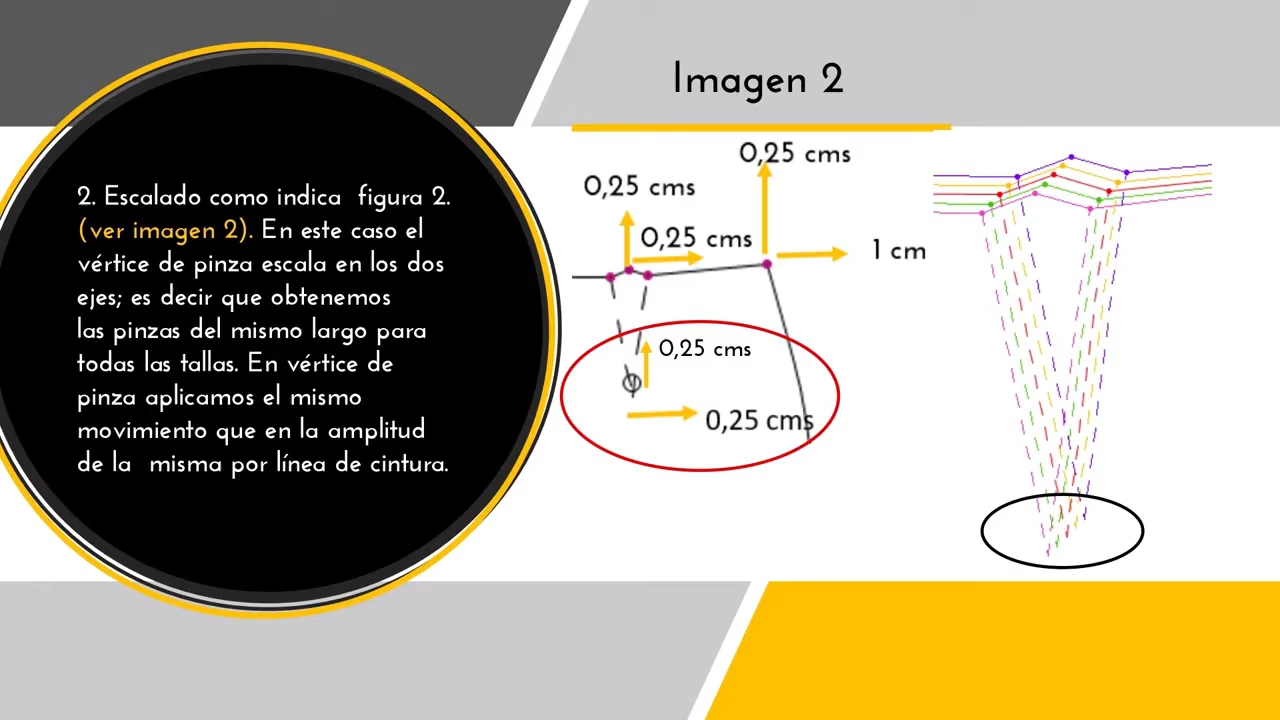 Imagen 2
2. Escalado como indica  figura 2.
(ver imagen 2). En este caso el
vértice de pinza escala en los dos
ejes; es decir que obtenemos
las pinzas del mismo largo para
todas las tallas. En vértice de
pinza aplicamos el mismo
movimiento que en la amplitud
de la  misma por línea de cintura.
0,25 cms
0,25 cms
0,25 cms
1 cm
0,25 cms
0,25 cms